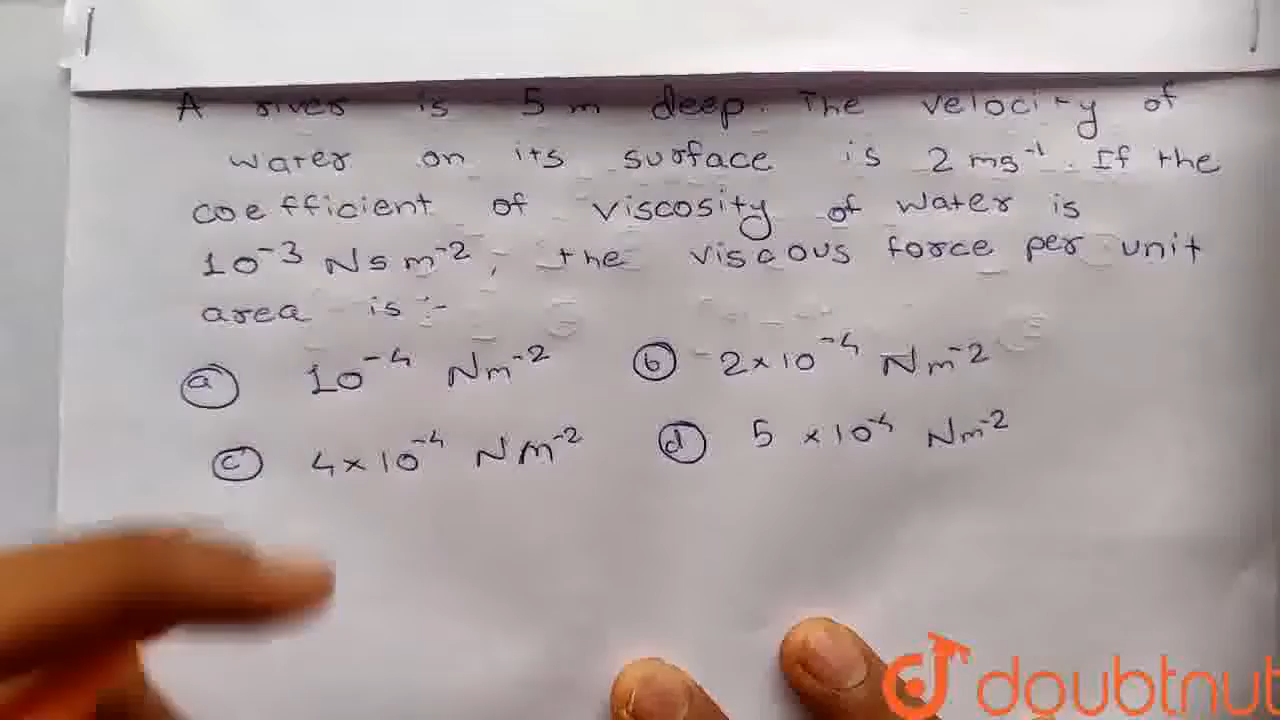 A river is 5 m deep. The velocity of
water on its surface is 2 ms⁻¹. If the
coefficient of viscosity of water is
10⁻³ Nsm⁻², the viscous force per unit
area is :-
(a) 10⁻⁴ Nm⁻² (b) 2×10⁻⁴ Nm⁻²
(c) 4×10⁻⁴ Nm⁻² (d) 5×10⁻⁴ Nm⁻²
doubtnut